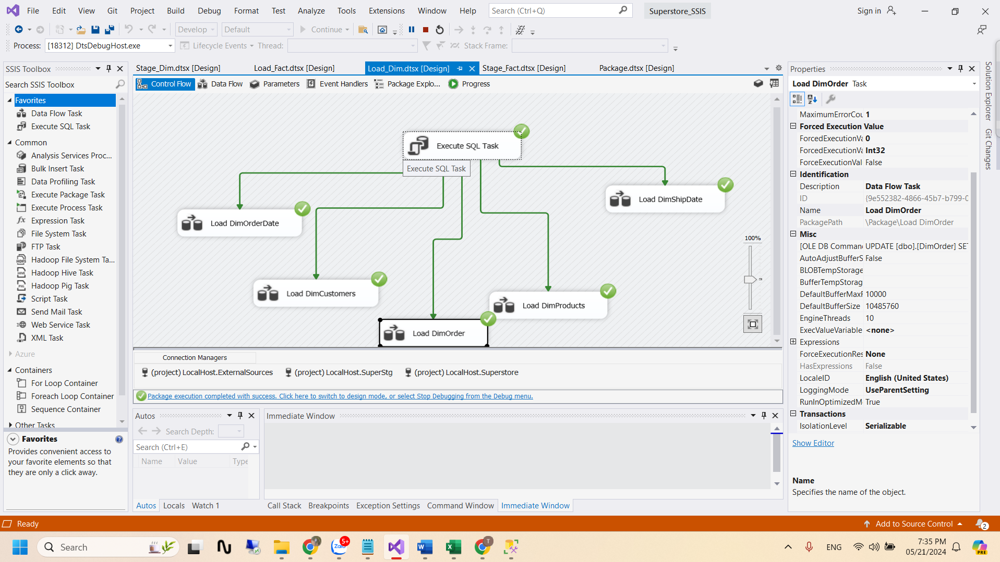 File Edit View Git Project Build Debug Format Test Analyze Tools Extensions Window Help Search (Ctrl+Q) Superstore_SSIS Sign in
Develop Default Continue
Process: [18312] DtsDebugHost.exe Lifecycle Events Thread: Stack Frame:
SSIS Toolbox
Search SSIS Toolbox
Favorites
Data Flow Task
Execute SQL Task
Common
Analysis Services Proc...
Bulk Insert Task
Data Profiling Task
Execute Package Task
Execute Process Task
Expression Task
File System Task
FTP Task
Hadoop File System Ta...
Hadoop Hive Task
Hadoop Pig Task
Script Task
Send Mail Task
Web Service Task
XML Task
Azure
Containers
For Loop Container
Foreach Loop Container
Sequence Container
Other Tasks
Favorites
Provides convenient access to
your favorite elements so that
they are only a click away.
Stage_Dim.dtsx [Design] Load_Fact.dtsx [Design] Load_Dim.dtsx [Design] Stage_Fact.dtsx [Design] Package.dtsx [Design]
Control Flow Data Flow Parameters Event Handlers Package Explo... Progress
Execute SQL Task
Execute SQL Task
Load DimShipDate
Load DimOrderDate
100%
Load DimCustomers
Load DimProducts
Load DimOrder
Connection Managers
(project) LocalHost.ExternalSources (project) LocalHost.SuperStg (project) LocalHost.Superstore
Package execution completed with success. Click here to switch to design mode, or select Stop Debugging from the Debug menu.
Autos
Search Depth:
Search (Ctrl+E)
Name Value Type
Autos Locals Watch 1
Immediate Window
Call Stack Breakpoints Exception Settings Command Window Immediate Window
Properties
Load DimOrder Task
MaximumErrorCou 1
Forced Execution Value
ForcedExecutionVa 0
ForcedExecutionVa Int32
ForceExecutionVal False
Identification
Description Data Flow Task
ID {9e552382-4866-45b7-b799-0
Name Load DimOrder
PackagePath \Package\Load DimOrder
Misc
[OLE DB Comman UPDATE [dbo].[DimOrder] SET
AutoAdjustBufferS False
BLOBTempStorage
BufferTempStorag
DefaultBufferMaxF 10000
DefaultBufferSize 10485760
EngineThreads 10
ExecValueVariable <none>
Expressions
ForceExecutionRes None
HasExpressions False
LocaleID English (United States)
LoggingMode UseParentSetting
RunInOptimizedM True
Transactions
IsolationLevel Serializable
Show Editor
Name
Specifies the name of the object.
Solution Explorer
Git Changes
Ready Add to Source Control 2
Search 5+ Zalo T ENG 7:35 PM
05/21/2024 PRE